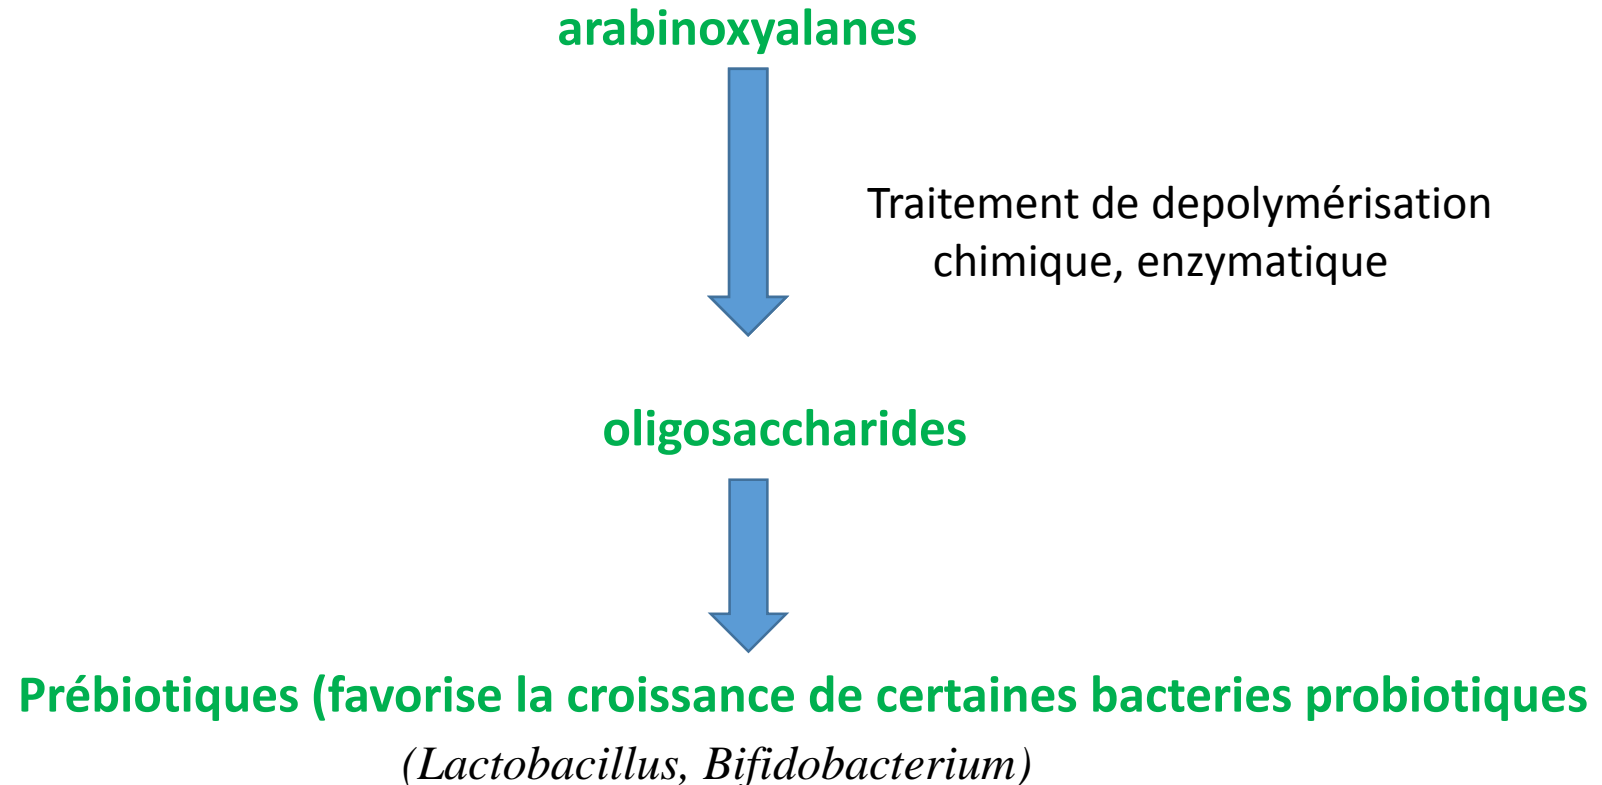 arabinoxyalanes
Traitement de depolymérisation
chimique, enzymatique
oligosaccharides
Prébiotiques (favorise la croissance de certaines bacteries probiotiques
(Lactobacillus, Bifidobacterium)